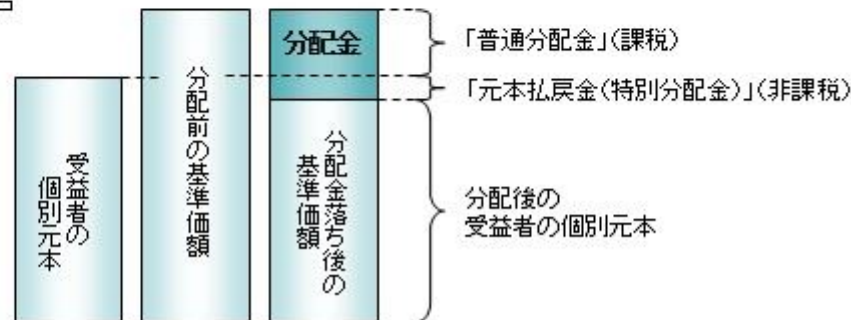 分配金
「普通分配金」(課税)
「元本払戻金(特別分配金)」(非課税)
受益者の
個別元本
分配前の基準価額
分配金落ち後の
基準価額
分配後の
受益者の個別元本